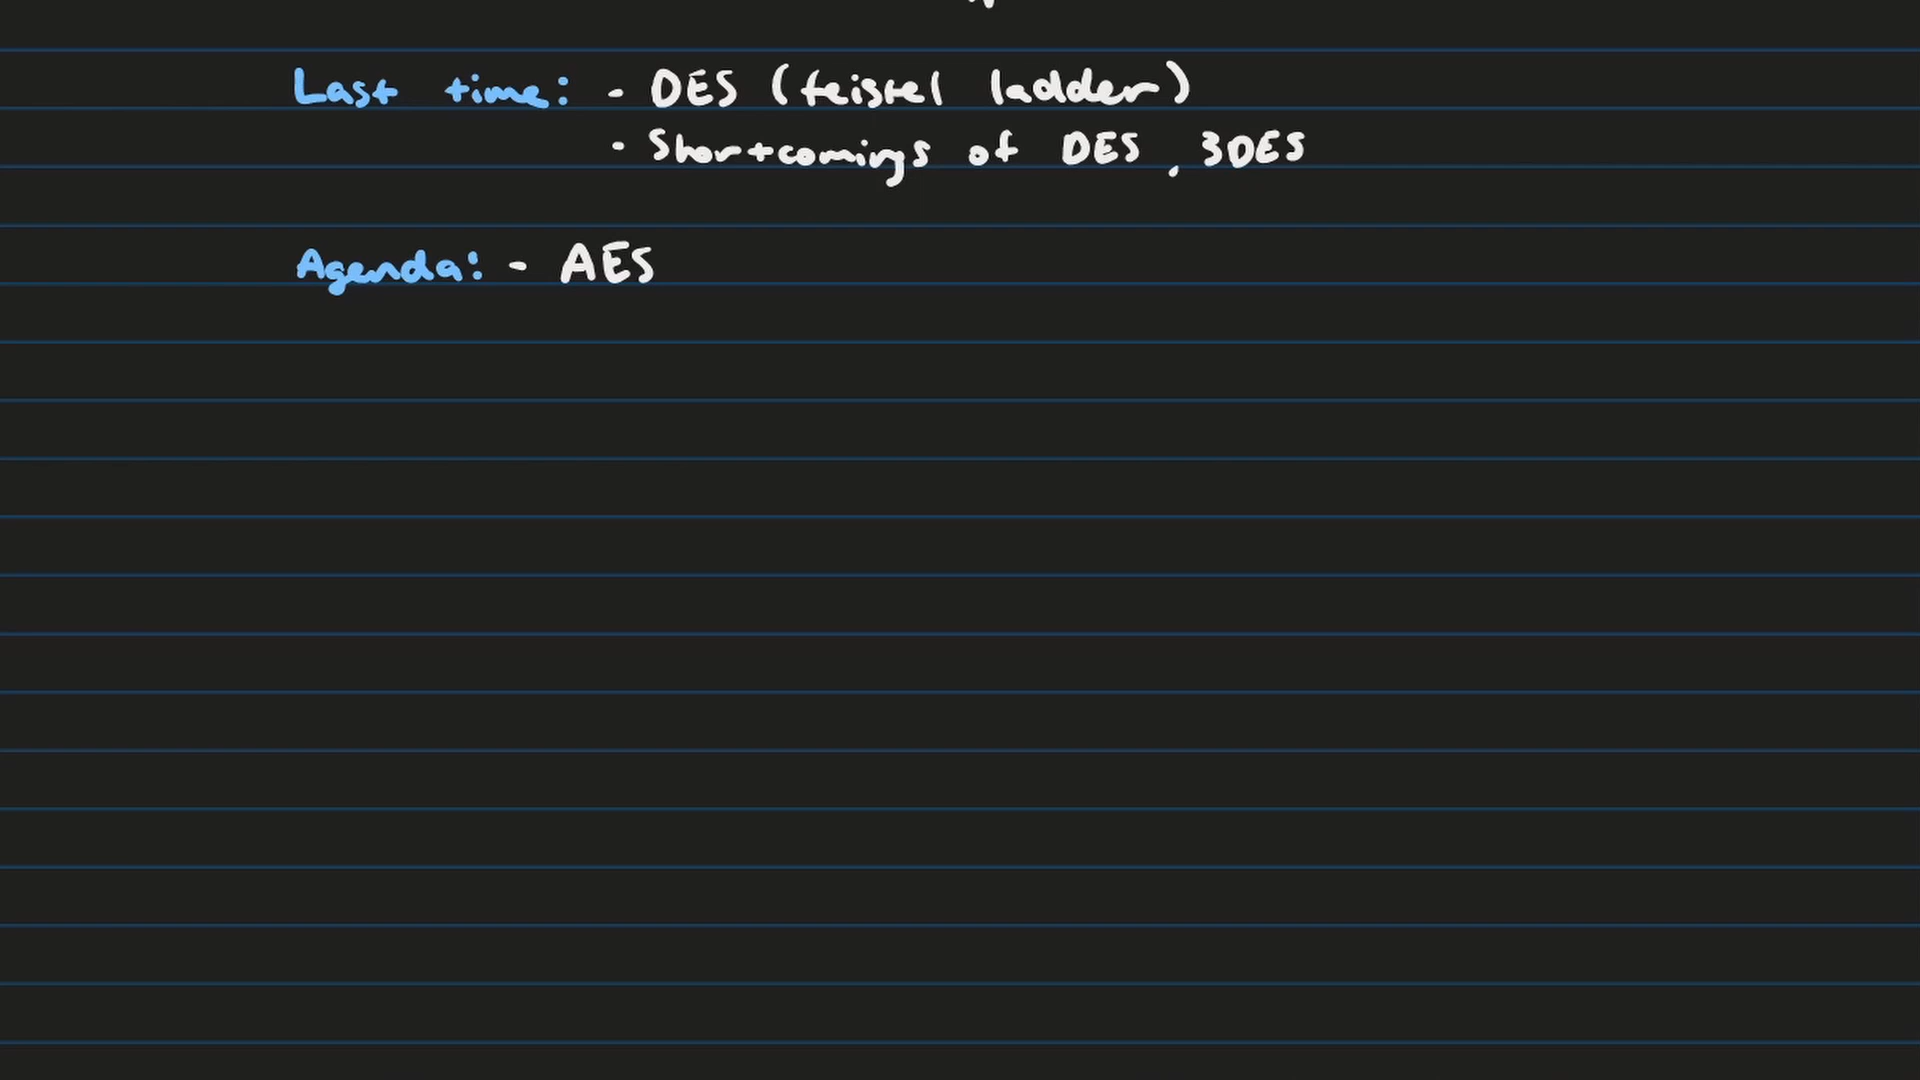 Last time: - DES (feistel ladder)
- Shortcomings of DES, 3DES
Agenda: - AES